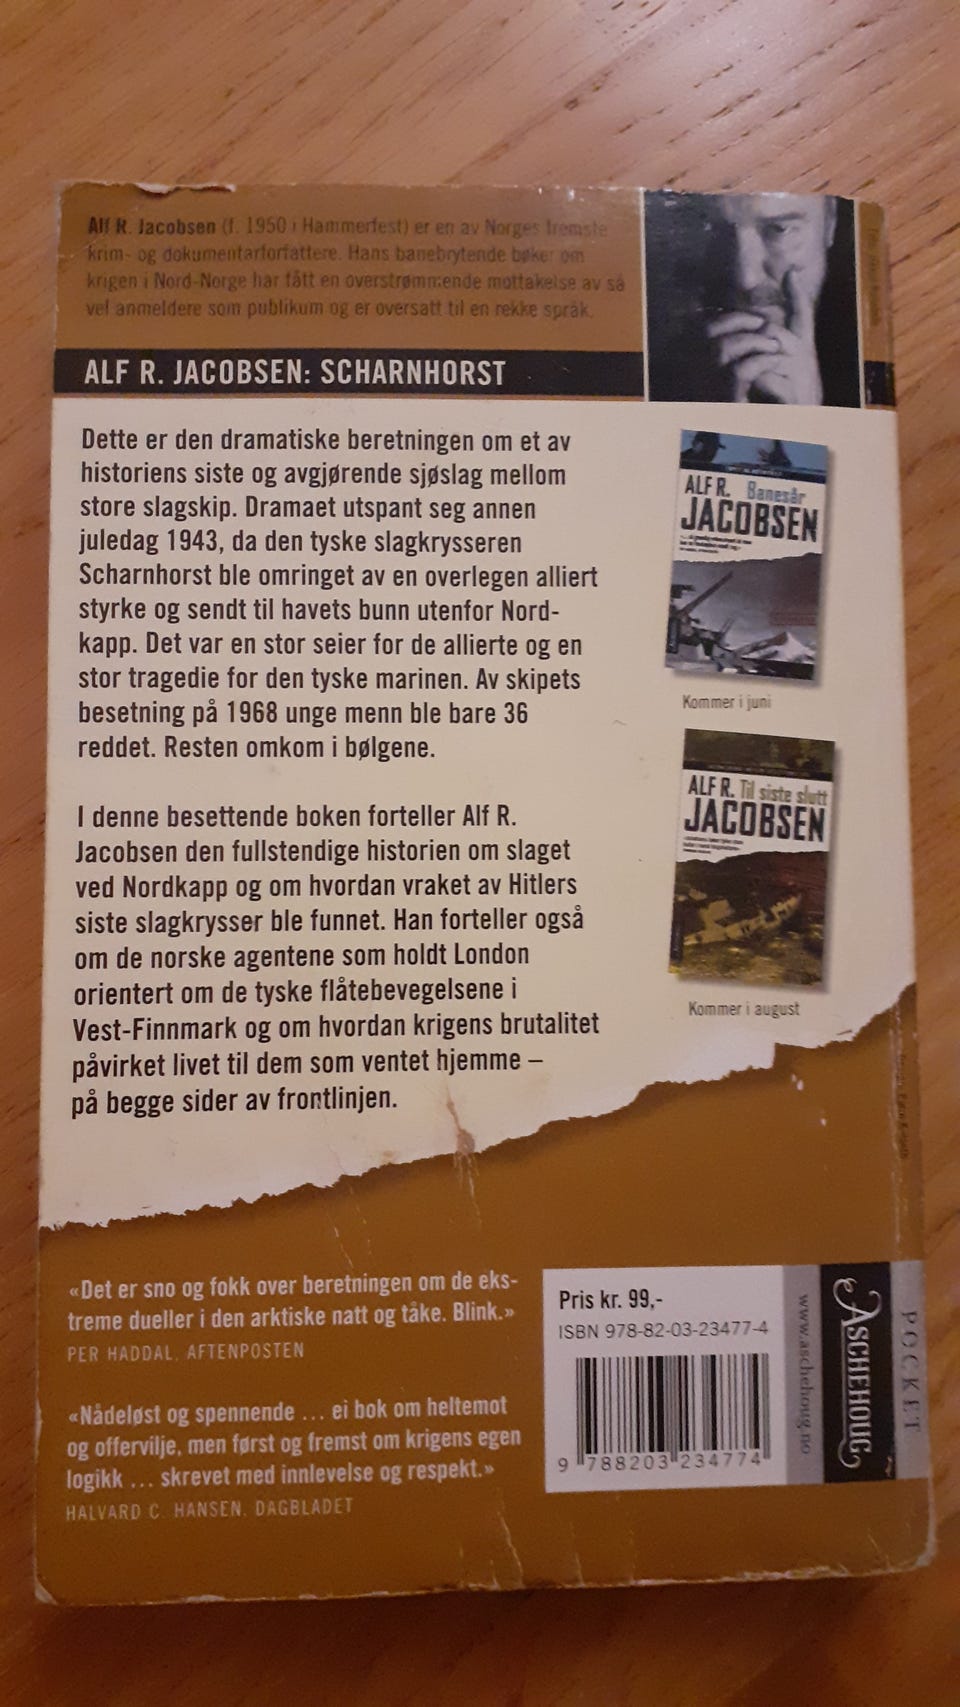 Alf R. Jacobsen (f. 1950 i Hammerfest) er en av Norges fremste
krim- og dokumentarforfattere. Hans banebrytende bøker om
krigen i Nord-Norge har fått en overstrømmende mottakelse av så
vel anmeldere som publikum og er oversatt til en rekke språk.
ALF R. JACOBSEN: SCHARNHORST
Dette er den dramatiske beretningen om et av
historiens siste og avgjørende sjøslag mellom
store slagskip. Dramaet utspant seg annen
juledag 1943, da den tyske slagkrysseren
Scharnhorst ble omringet av en overlegen alliert
styrke og sendt til havets bunn utenfor Nord-
kapp. Det var en stor seier for de allierte og en
stor tragedie for den tyske marinen. Av skipets
besetning på 1968 unge menn ble bare 36
reddet. Resten omkom i bølgene.
I denne besettende boken forteller Alf R.
Jacobsen den fullstendige historien om slaget
ved Nordkapp og om hvordan vraket av Hitlers
siste slagkrysser ble funnet. Han forteller også
om de norske agentene som holdt London
orientert om de tyske flåtebevegelsene i
Vest-Finnmark og om hvordan krigens brutalitet
påvirket livet til dem som ventet hjemme –
på begge sider av frontlinjen.
ALF R. Banesår
JACOBSEN
Kommer i juni
ALF R. Til siste slutt
JACOBSEN
Kommer i august
«Det er sno og fokk over beretningen om de eks-
treme dueller i den arktiske natt og tåke. Blink.»
PER HADDAL, AFTENPOSTEN
«Nådeløst og spennende ... ei bok om heltemot
og offervilje, men først og fremst om krigens egen
logikk ... skrevet med innlevelse og respekt.»
HALVARD C. HANSEN, DAGBLADET
Pris kr. 99,-
ISBN 978-82-03-23477-4
9 788203 234774
www.aschehoug.no
ASCHEHOUG
POCKET